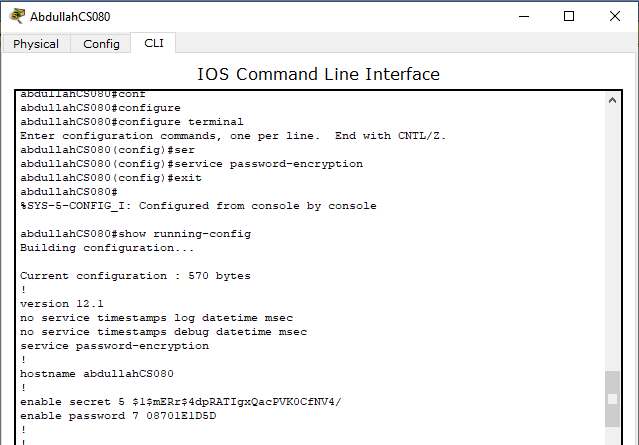 AbdullahCS080
Physical Config CLI
IOS Command Line Interface
abdullahCS080#conf
abdullahCS080#configure
abdullahCS080#configure terminal
Enter configuration commands, one per line.  End with CNTL/Z.
abdullahCS080(config)#ser
abdullahCS080(config)#service password-encryption
abdullahCS080(config)#exit
abdullahCS080#
%SYS-5-CONFIG_I: Configured from console by console
abdullahCS080#show running-config
Building configuration...
Current configuration : 570 bytes
!
version 12.1
no service timestamps log datetime msec
no service timestamps debug datetime msec
service password-encryption
!
hostname abdullahCS080
!
enable secret 5 $1$mERr$4dpRATIgxQacPVK0CfNV4/
enable password 7 08701E1D5D
!
!